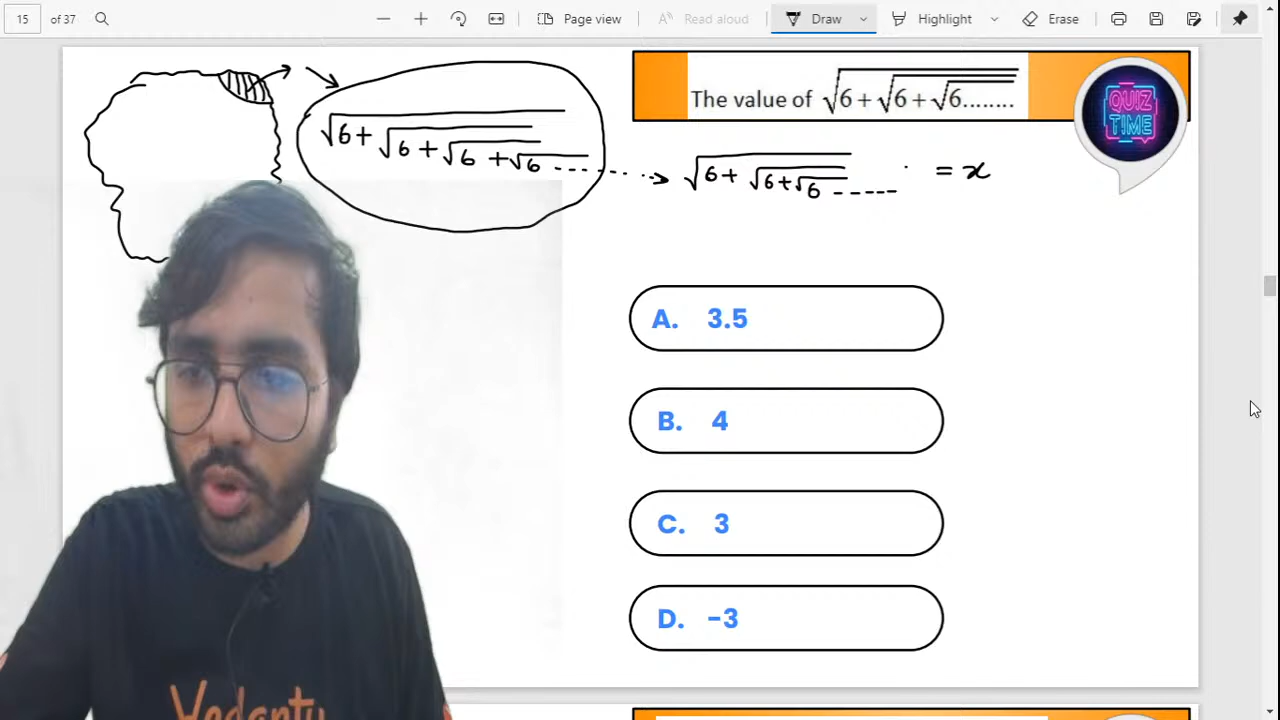 15 of 37 Page view Read aloud Draw Highlight Erase
The value of √6 + √6 + √6........
QUIZ
TIME
√6 + √6 + √6 + √6 ------→ √6 + √6 + √6 ----- = x
A. 3.5
B. 4
C. 3
D. -3
Vedantu